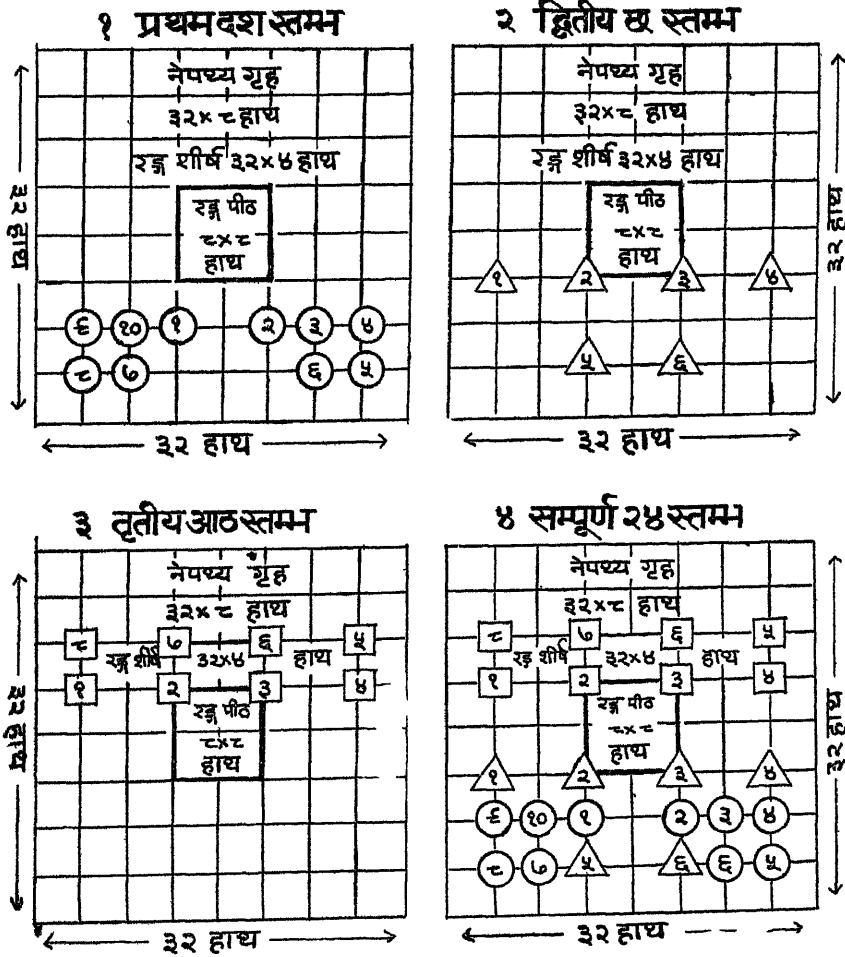 १ प्रथम दश स्तम्भ
नेपथ्य गृह
३२×८ हाथ
रङ्ग शीर्ष ३२×४ हाथ
रङ्ग पीठ
८×८
हाथ
३२ हाथ
९ १० १ २ ३ ४
८ ७ ६ ५
३२ हाथ
२ द्वितीय छ स्तम्भ
नेपथ्य गृह
३२×८ हाथ
रङ्ग शीर्ष ३२×४ हाथ
रङ्ग पीठ
८×८
हाथ
३२ हाथ
१ २ ३ ४
५ ६
३२ हाथ
३ तृतीय आठ स्तम्भ
नेपथ्य गृह
३२×८ हाथ
८ ७ ६ ५
रङ्ग शीर्ष ३२×४ हाथ
१ २ ३ ४
रङ्ग पीठ
८×८
हाथ
३२ हाथ
३२ हाथ
४ सम्पूर्ण २४ स्तम्भ
नेपथ्य गृह
३२×८ हाथ
८ ७ ६ ५
रङ्ग शीर्ष ३२×४ हाथ
१ २ ३ ४
रङ्ग पीठ
८×८
हाथ
३२ हाथ
१ २ ३ ४
९ १० १ २ ३ ४
८ ७ ५ ६ ६ ५
३२ हाथ